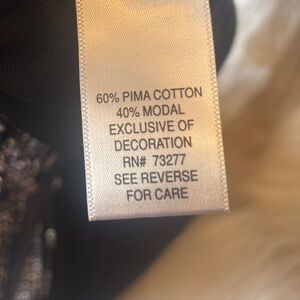 60% PIMA COTTON
40% MODAL
EXCLUSIVE OF
DECORATION
RN# 73277
SEE REVERSE
FOR CARE